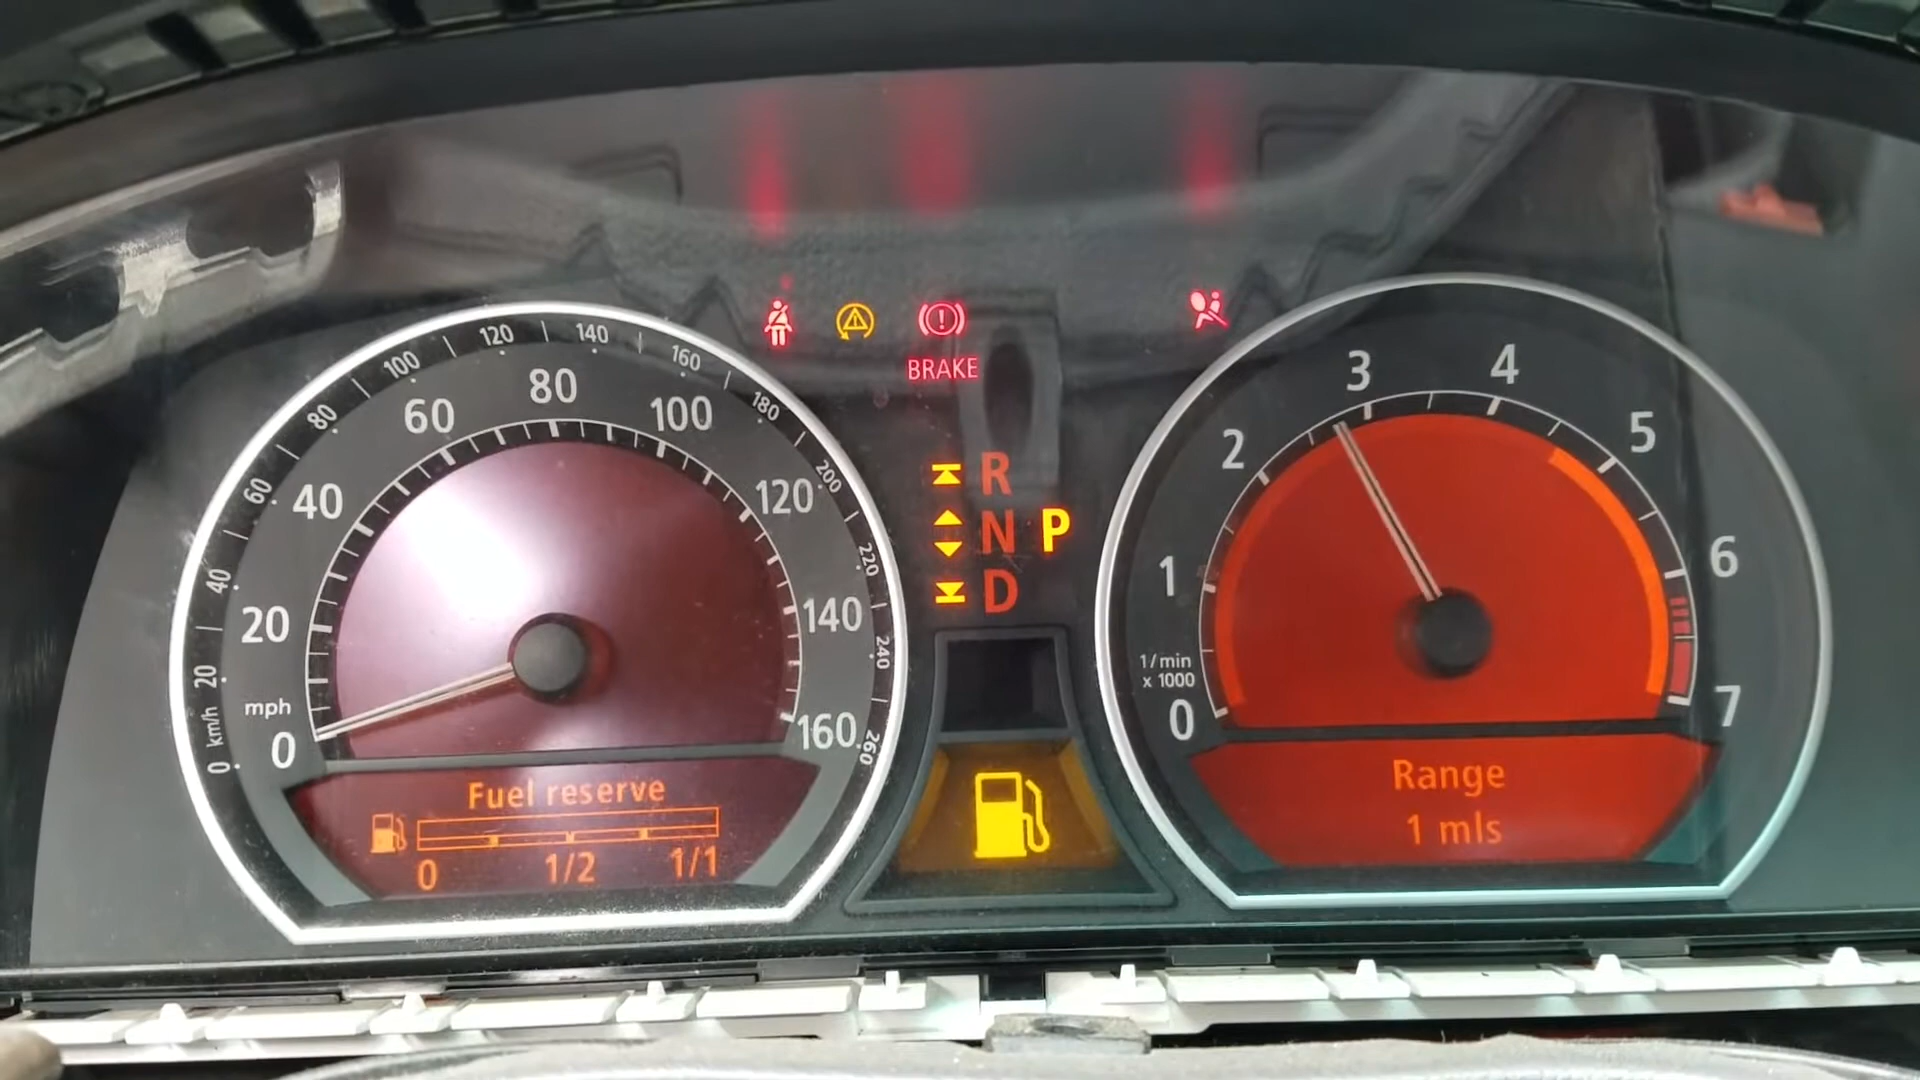 BRAKE
R
N P
D
0 20 40 60 80 100 120 140 160
mph
0 km/h 20 40 60 80 100 120 140 160 180 200 220 240 260
0 1 2 3 4 5 6 7
1/min
x 1000
Fuel reserve
0 1/2 1/1
Range
1 mls